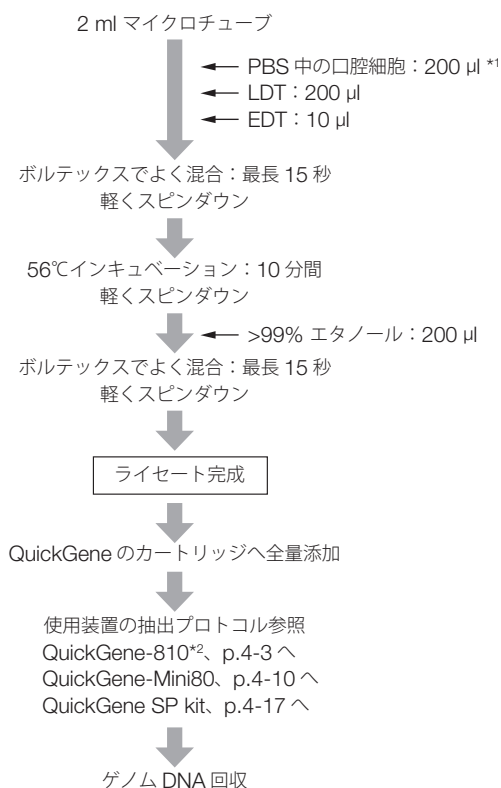 2 ml マイクロチューブ
PBS 中の口腔細胞：200 μl *1
LDT：200 μl
EDT：10 μl
ボルテックスでよく混合：最長 15 秒
軽くスピンダウン
56℃インキュベーション：10 分間
軽くスピンダウン
>99% エタノール：200 μl
ボルテックスでよく混合：最長 15 秒
軽くスピンダウン
ライセート完成
QuickGene のカートリッジへ全量添加
使用装置の抽出プロトコル参照
QuickGene-810*2、p.4-3 へ
QuickGene-Mini80、p.4-10 へ
QuickGene SP kit、p.4-17 へ
ゲノム DNA 回収